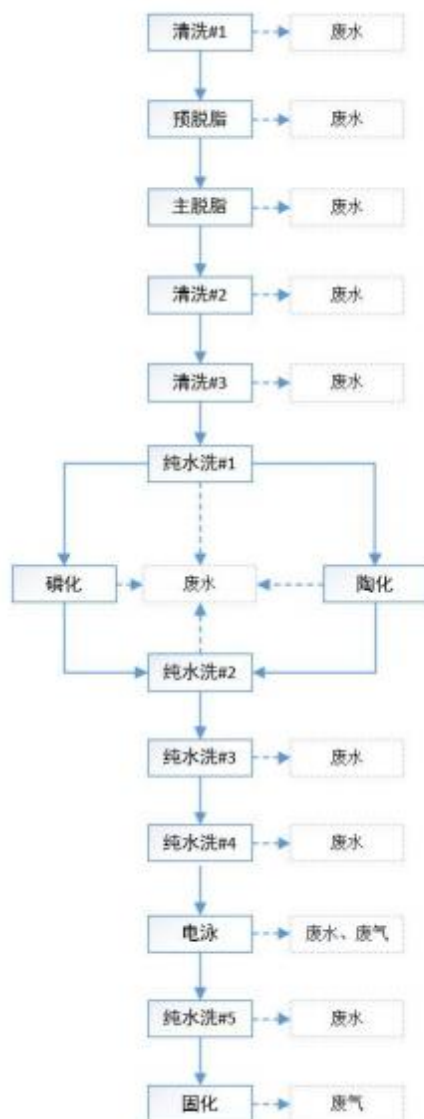 清洗#1 废水
预脱脂 废水
主脱脂 废水
清洗#2 废水
清洗#3 废水
纯水洗#1
磷化 废水 陶化
纯水洗#2
纯水洗#3 废水
纯水洗#4 废水
电泳 废水、废气
纯水洗#5 废水
固化 废气